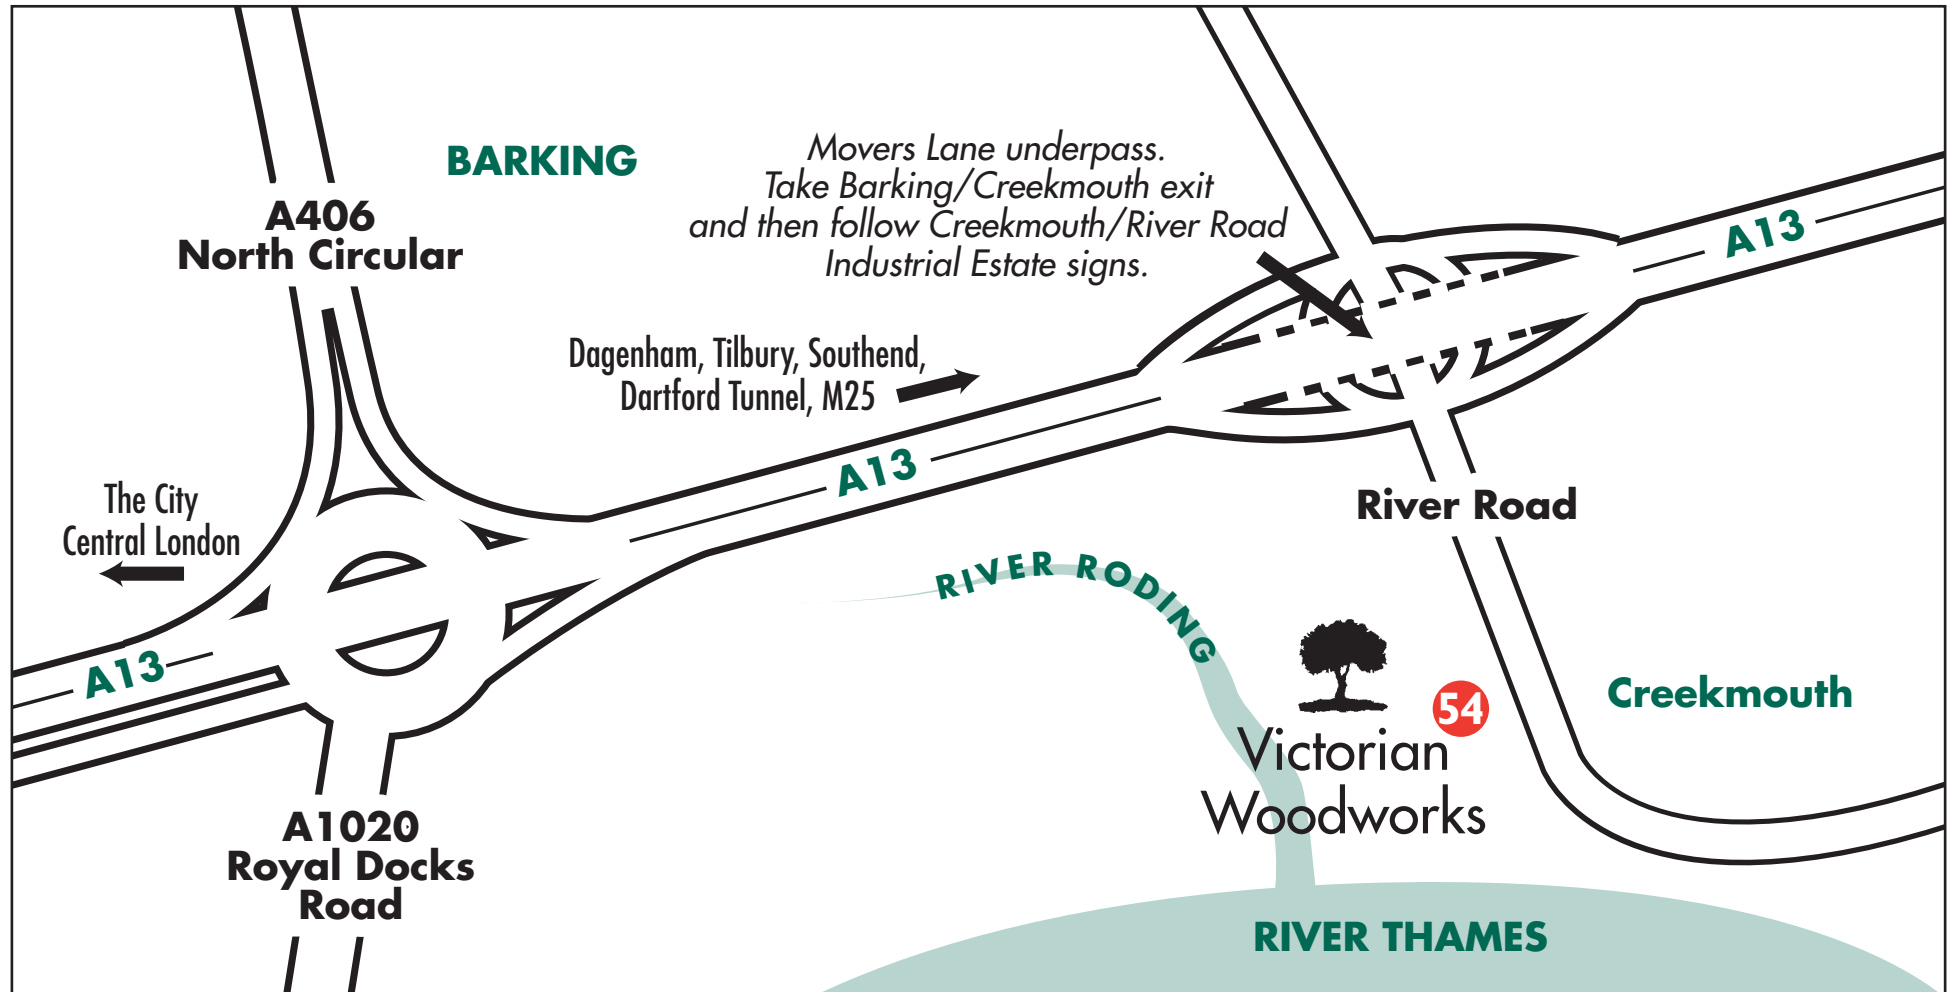 BARKING
Movers Lane underpass.
Take Barking/Creekmouth exit
and then follow Creekmouth/River Road
Industrial Estate signs.
A406
North Circular
A13
Dagenham, Tilbury, Southend,
Dartford Tunnel, M25
A13
The City
Central London
River Road
RIVER RODING
A13
Creekmouth
54
Victorian
Woodworks
A1020
Royal Docks
Road
RIVER THAMES